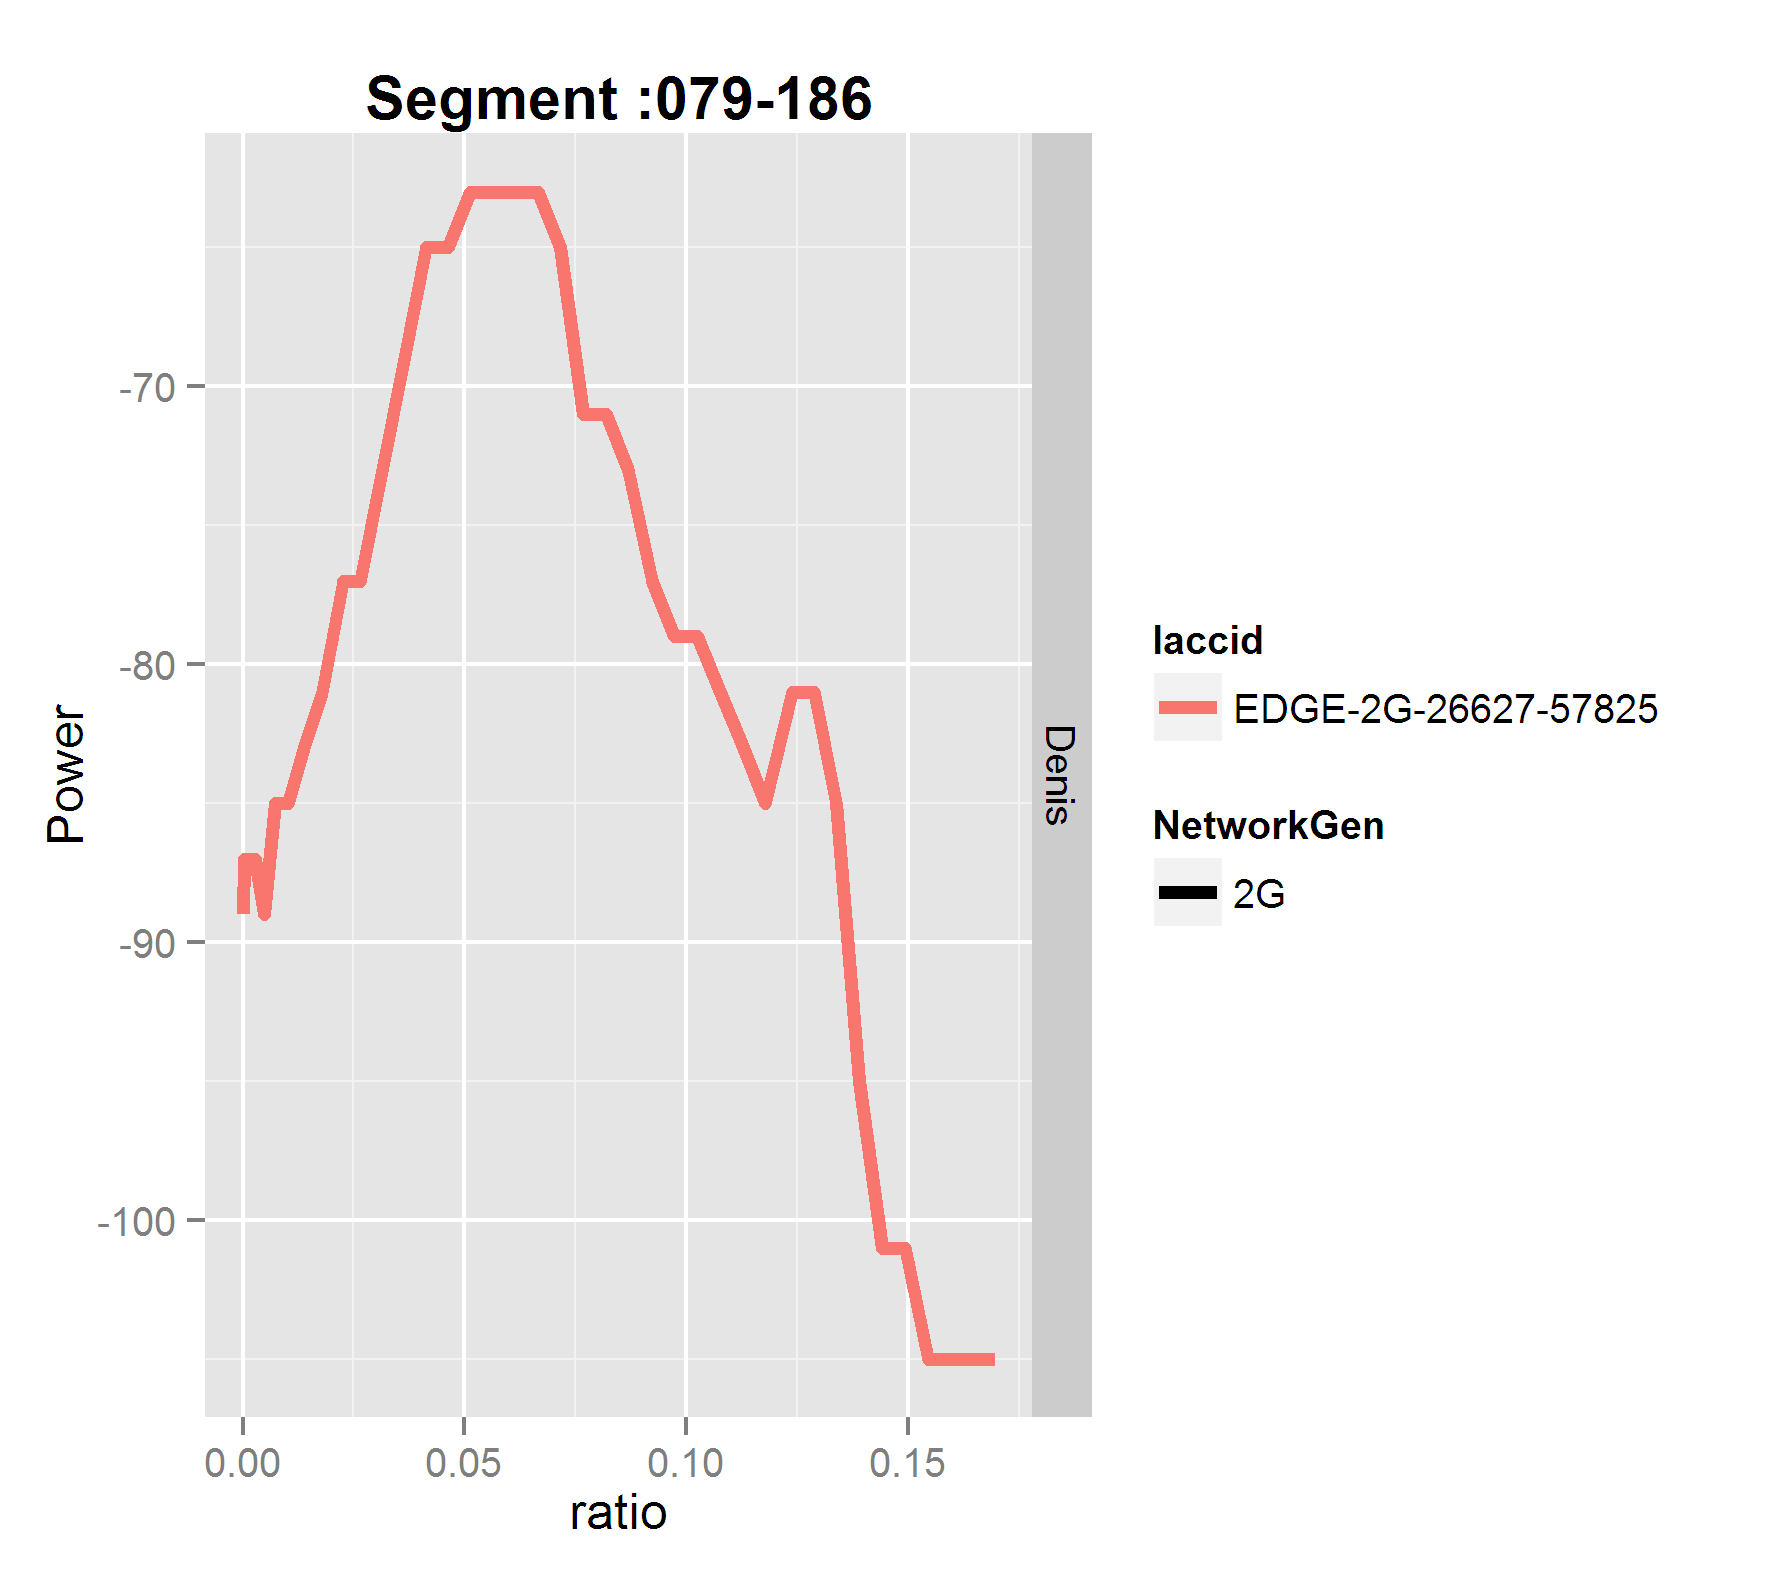 Segment :079-186
-70
-80
-90
-100
Power
0.00
0.05
0.10
0.15
ratio
Denis
laccid
EDGE-2G-26627-57825
NetworkGen
2G